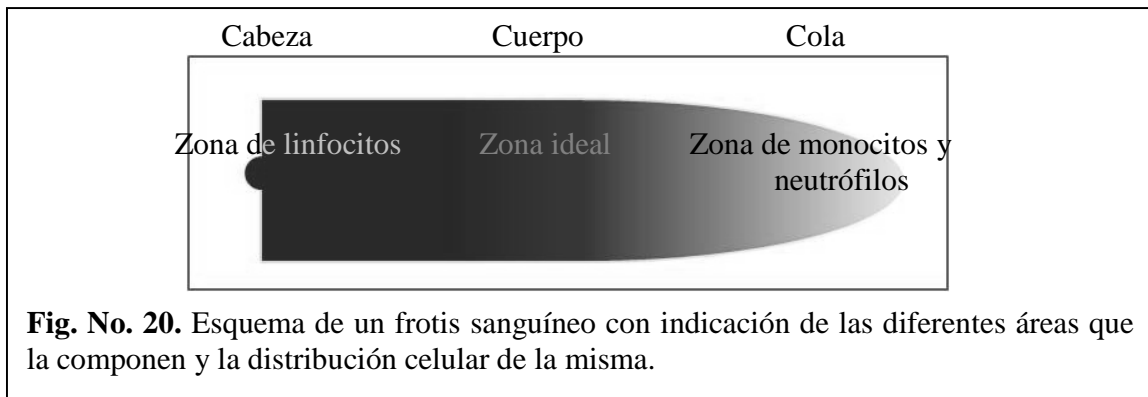 Cabeza Cuerpo Cola
Zona de linfocitos Zona ideal Zona de monocitos y
neutrófilos
Fig. No. 20. Esquema de un frotis sanguíneo con indicación de las diferentes áreas que
la componen y la distribución celular de la misma.